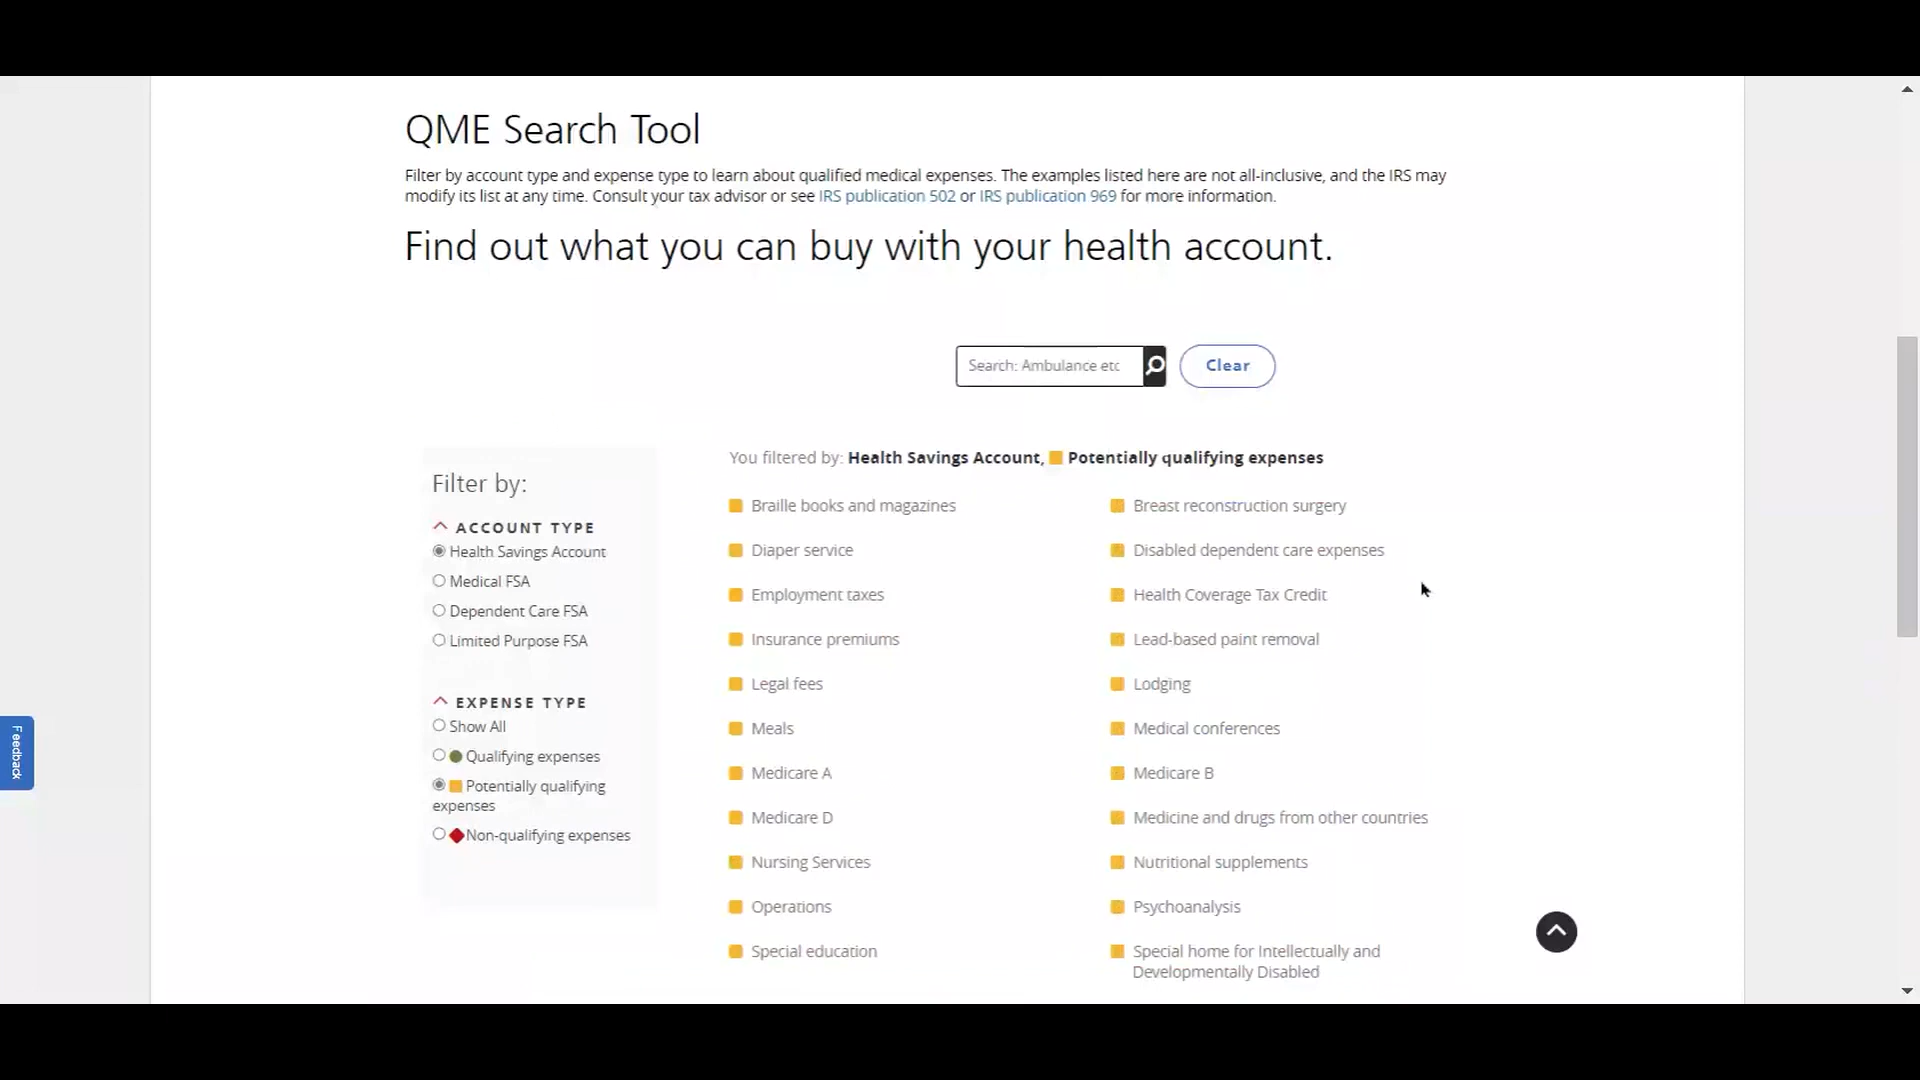 QME Search Tool
Filter by account type and expense type to learn about qualified medical expenses. The examples listed here are not all-inclusive, and the IRS may
modify its list at any time. Consult your tax advisor or see IRS publication 502 or IRS publication 969 for more information.
Find out what you can buy with your health account.
Search: Ambulance etc
Clear
Filter by:
ACCOUNT TYPE
Health Savings Account
Medical FSA
Dependent Care FSA
Limited Purpose FSA
EXPENSE TYPE
Show All
Qualifying expenses
Potentially qualifying
expenses
Non-qualifying expenses
You filtered by: Health Savings Account, Potentially qualifying expenses
Braille books and magazines
Breast reconstruction surgery
Diaper service
Disabled dependent care expenses
Employment taxes
Health Coverage Tax Credit
Insurance premiums
Lead-based paint removal
Legal fees
Lodging
Meals
Medical conferences
Medicare A
Medicare B
Medicare D
Medicine and drugs from other countries
Nursing Services
Nutritional supplements
Operations
Psychoanalysis
Special education
Special home for Intellectually and
Developmentally Disabled
Feedback